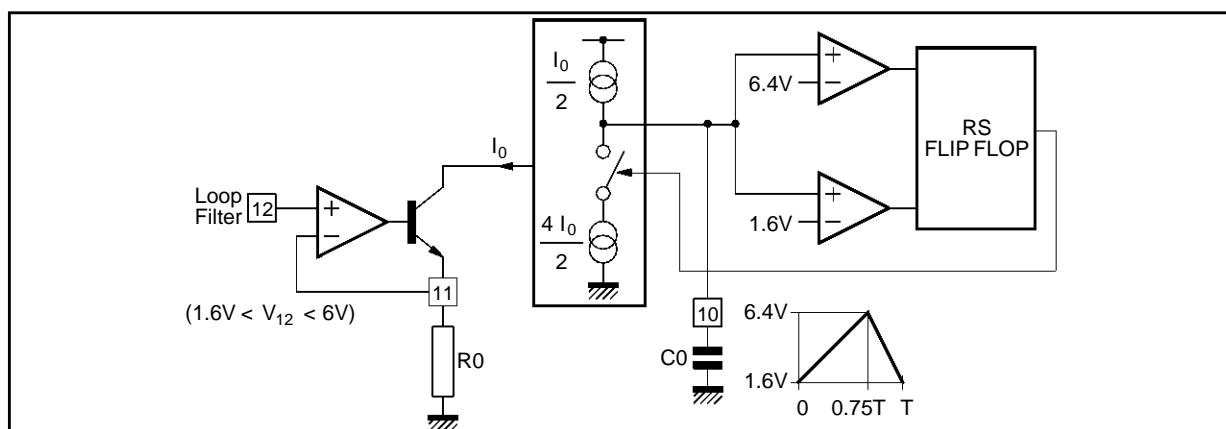 I0
2
6.4V
RS
FLIP FLOP
I0
Loop
Filter
12
4 I0
2
1.6V
11
(1.6V < V12 < 6V)
R0
10
C0
6.4V
1.6V
0 0.75T T